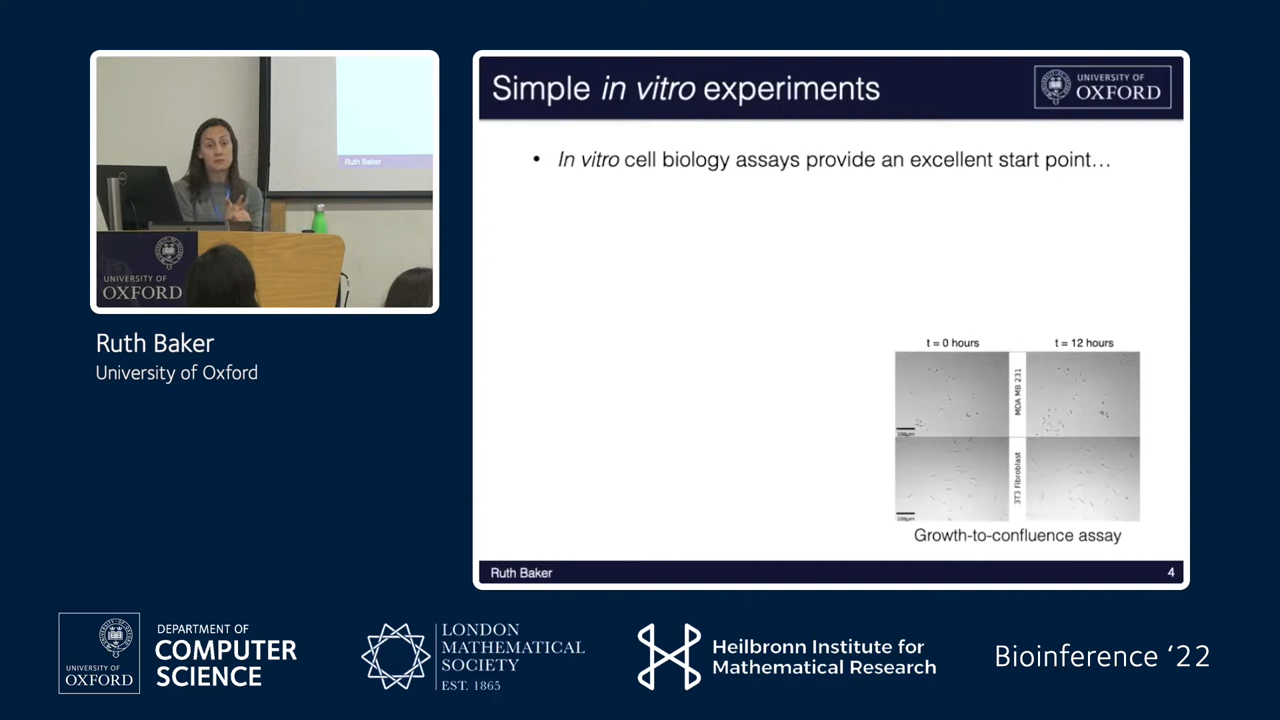 Ruth Baker
UNIVERSITY OF
OXFORD
Ruth Baker
University of Oxford
Simple in vitro experiments
UNIVERSITY OF
OXFORD
• In vitro cell biology assays provide an excellent start point…
t = 0 hours
t = 12 hours
MDA MB 231
100μm
3T3 Fibroblast
100μm
Growth-to-confluence assay
Ruth Baker
4
UNIVERSITY OF
OXFORD
DEPARTMENT OF
COMPUTER
SCIENCE
LONDON
MATHEMATICAL
SOCIETY
EST. 1865
Heilbronn Institute for
Mathematical Research
Bioinference ‘22